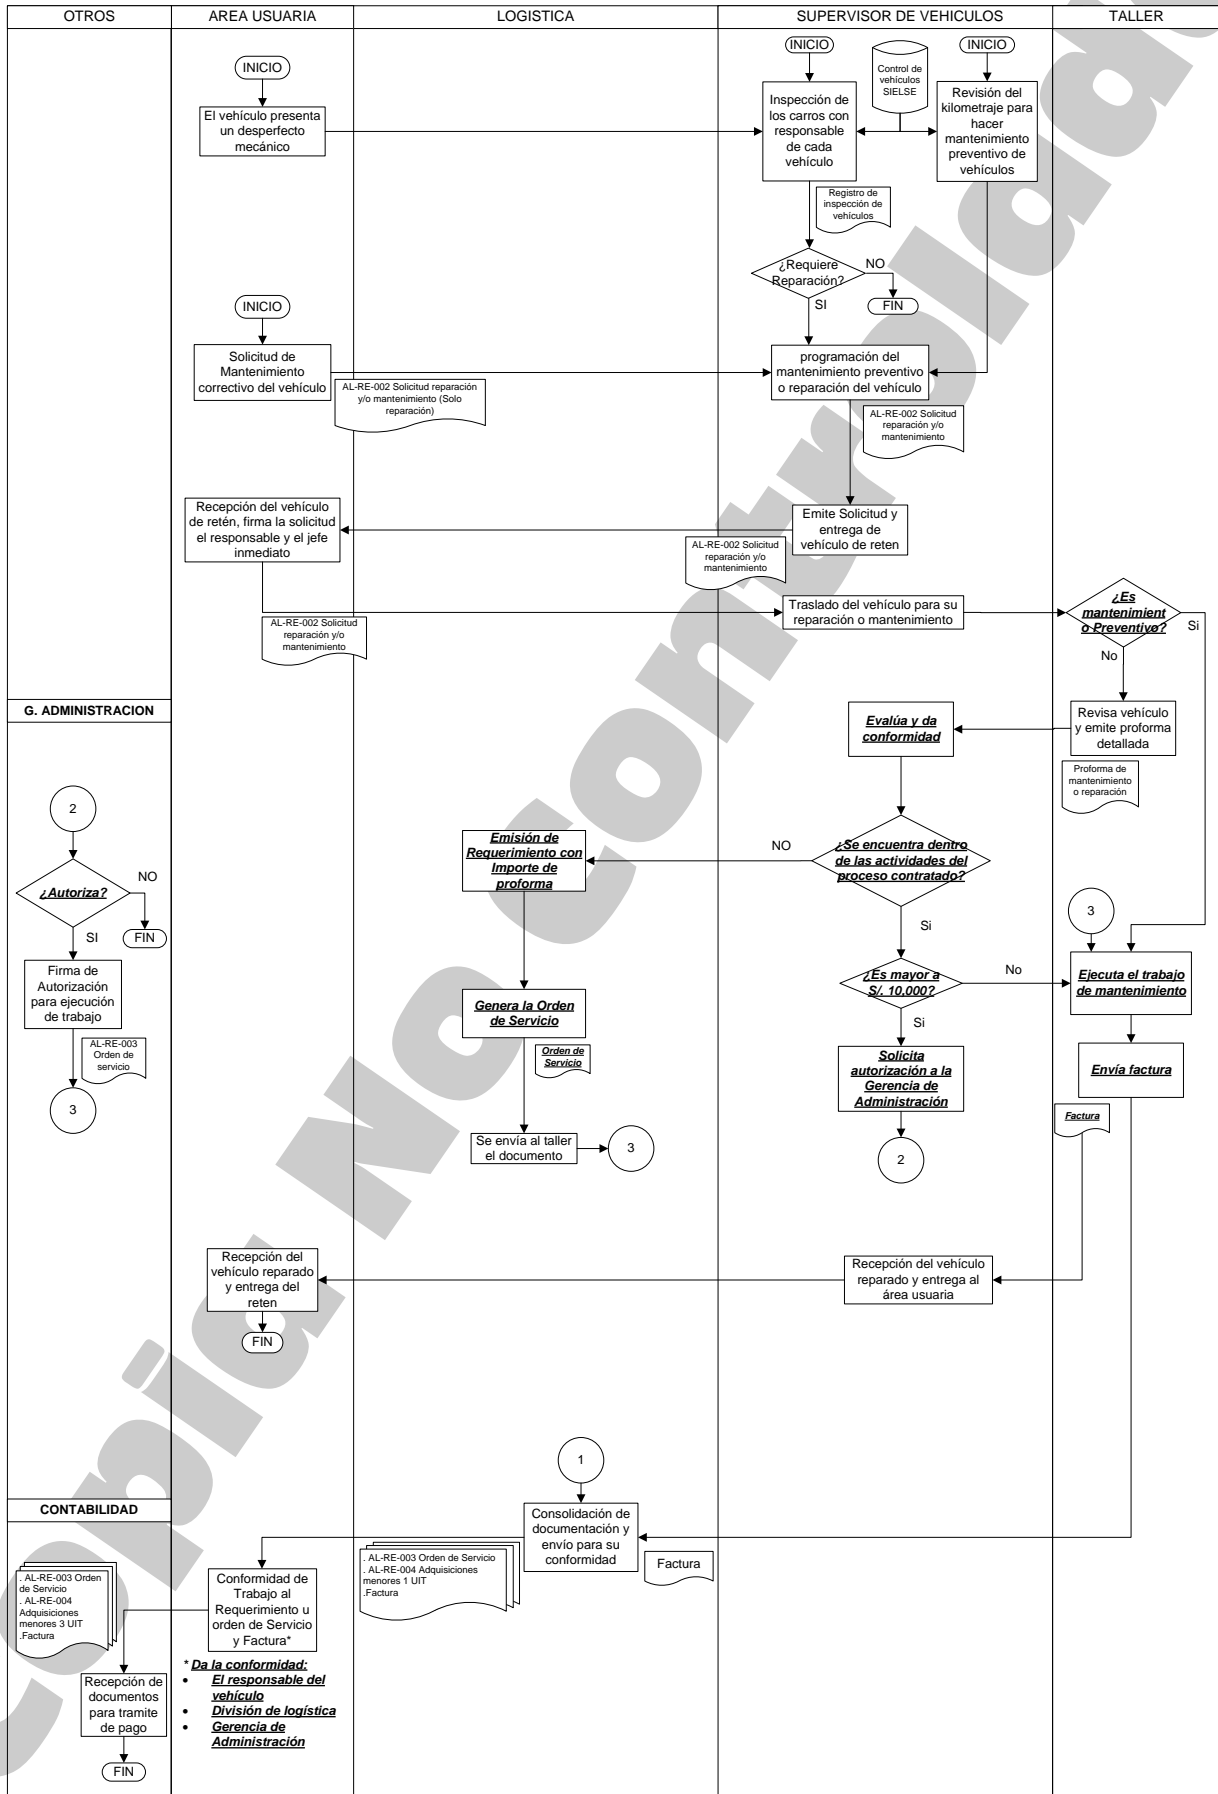 OTROS
AREA USUARIA
LOGISTICA
SUPERVISOR DE VEHICULOS
TALLER
INICIO
El vehículo presenta
un desperfecto
mecánico
INICIO
Control de
vehículos
SIELSE
INICIO
Inspección de
los carros con
responsable
de cada
vehículo
Revisión del
kilometraje para
hacer
mantenimiento
preventivo de
vehículos
Registro de
inspección de
vehículos
¿Requiere
Reparación?
NO
FIN
SI
INICIO
Solicitud de
Mantenimiento
correctivo del vehículo
AL-RE-002 Solicitud reparación
y/o mantenimiento (Solo
reparación)
programación del
mantenimiento preventivo
o reparación del vehículo
AL-RE-002 Solicitud
reparación y/o
mantenimiento
Recepción del vehículo
de retén, firma la solicitud
el responsable y el jefe
inmediato
Emite Solicitud y
entrega de
vehículo de reten
AL-RE-002 Solicitud
reparación y/o
mantenimiento
AL-RE-002 Solicitud
reparación y/o
mantenimiento
Traslado del vehículo para su
reparación o mantenimiento
¿Es
mantenimient
o Preventivo?
Si
No
G. ADMINISTRACION
Evalúa y da
conformidad
Revisa vehículo
y emite proforma
detallada
Proforma de
mantenimiento
o reparación
2
¿Autoriza?
NO
FIN
SI
Firma de
Autorización
para ejecución
de trabajo
AL-RE-003
Orden de
servicio
3
Emisión de
Requerimiento con
Importe de
proforma
NO
¿Se encuentra dentro
de las actividades del
proceso contratado?
Si
3
¿Es mayor a
S/. 10,000?
No
Ejecuta el trabajo
de mantenimiento
Genera la Orden
de Servicio
Orden de
Servicio
Si
Solicita
autorización a la
Gerencia de
Administración
Envía factura
Factura
Se envía al taller
el documento
3
2
Recepción del
vehículo reparado
y entrega del
reten
FIN
Recepción del vehículo
reparado y entrega al
área usuaria
1
CONTABILIDAD
Consolidación de
documentación y
envío para su
conformidad
Factura
. AL-RE-003 Orden de Servicio
. AL-RE-004 Adquisiciones
menores 1 UIT
.Factura
Conformidad de
Trabajo al
Requerimiento u
orden de Servicio
y Factura*
. AL-RE-003 Orden
de Servicio
. AL-RE-004
Adquisiciones
menores 3 UIT
.Factura
* Da la conformidad:
• El responsable del
vehículo
• División de logística
• Gerencia de
Administración
Recepción de
documentos
para tramite
de pago
FIN
Copia No Controlada